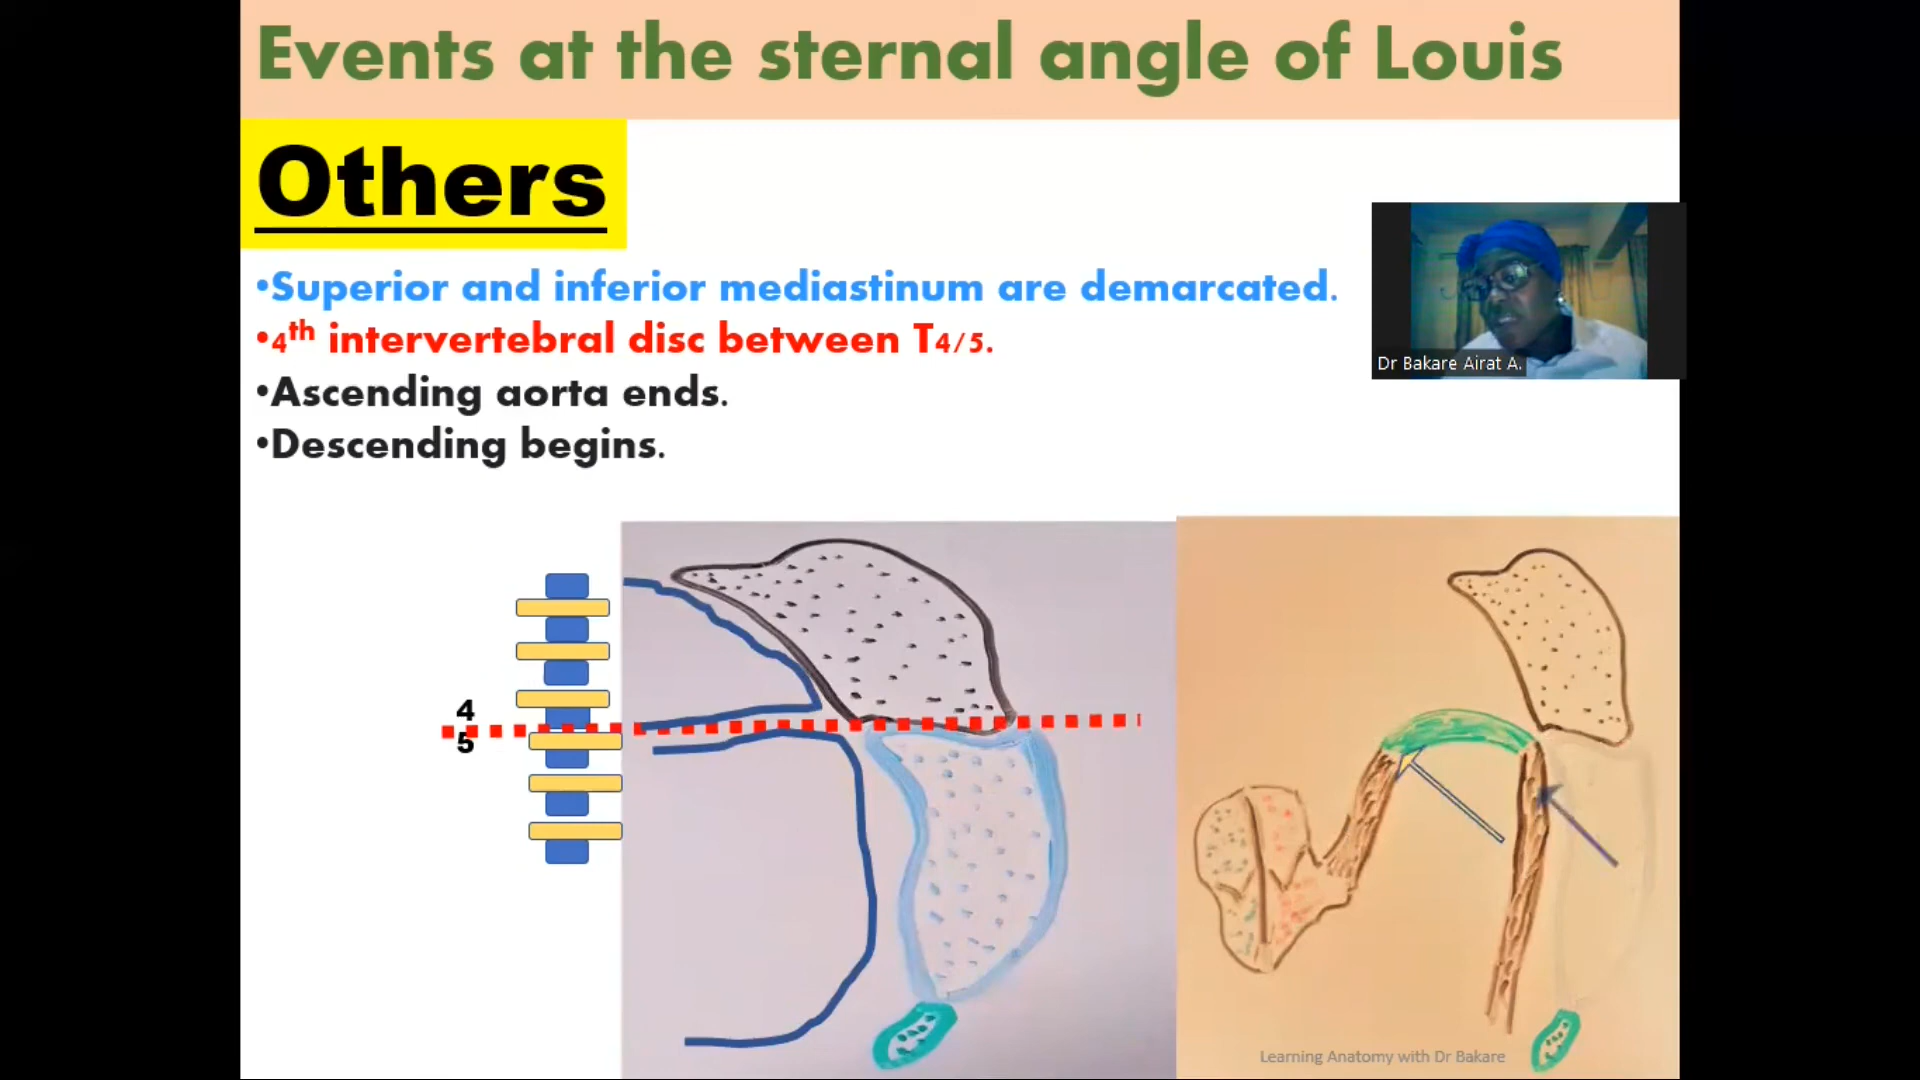 Events at the sternal angle of Louis
Others
•Superior and inferior mediastinum are demarcated.
•4th intervertebral disc between T4/5.
•Ascending aorta ends.
•Descending begins.
Dr Bakare Airat A.
4
5
Learning Anatomy with Dr Bakare